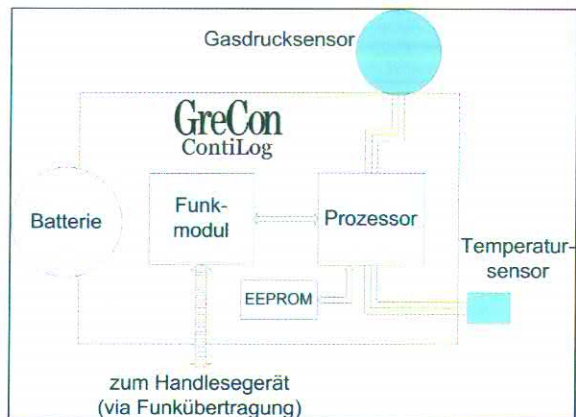 Gasdrucksensor
GreCon
ContiLog
Batterie
Funk-
modul
Prozessor
Temperatur-
sensor
EEPROM
zum Handlesegerät
(via Funkübertragung)